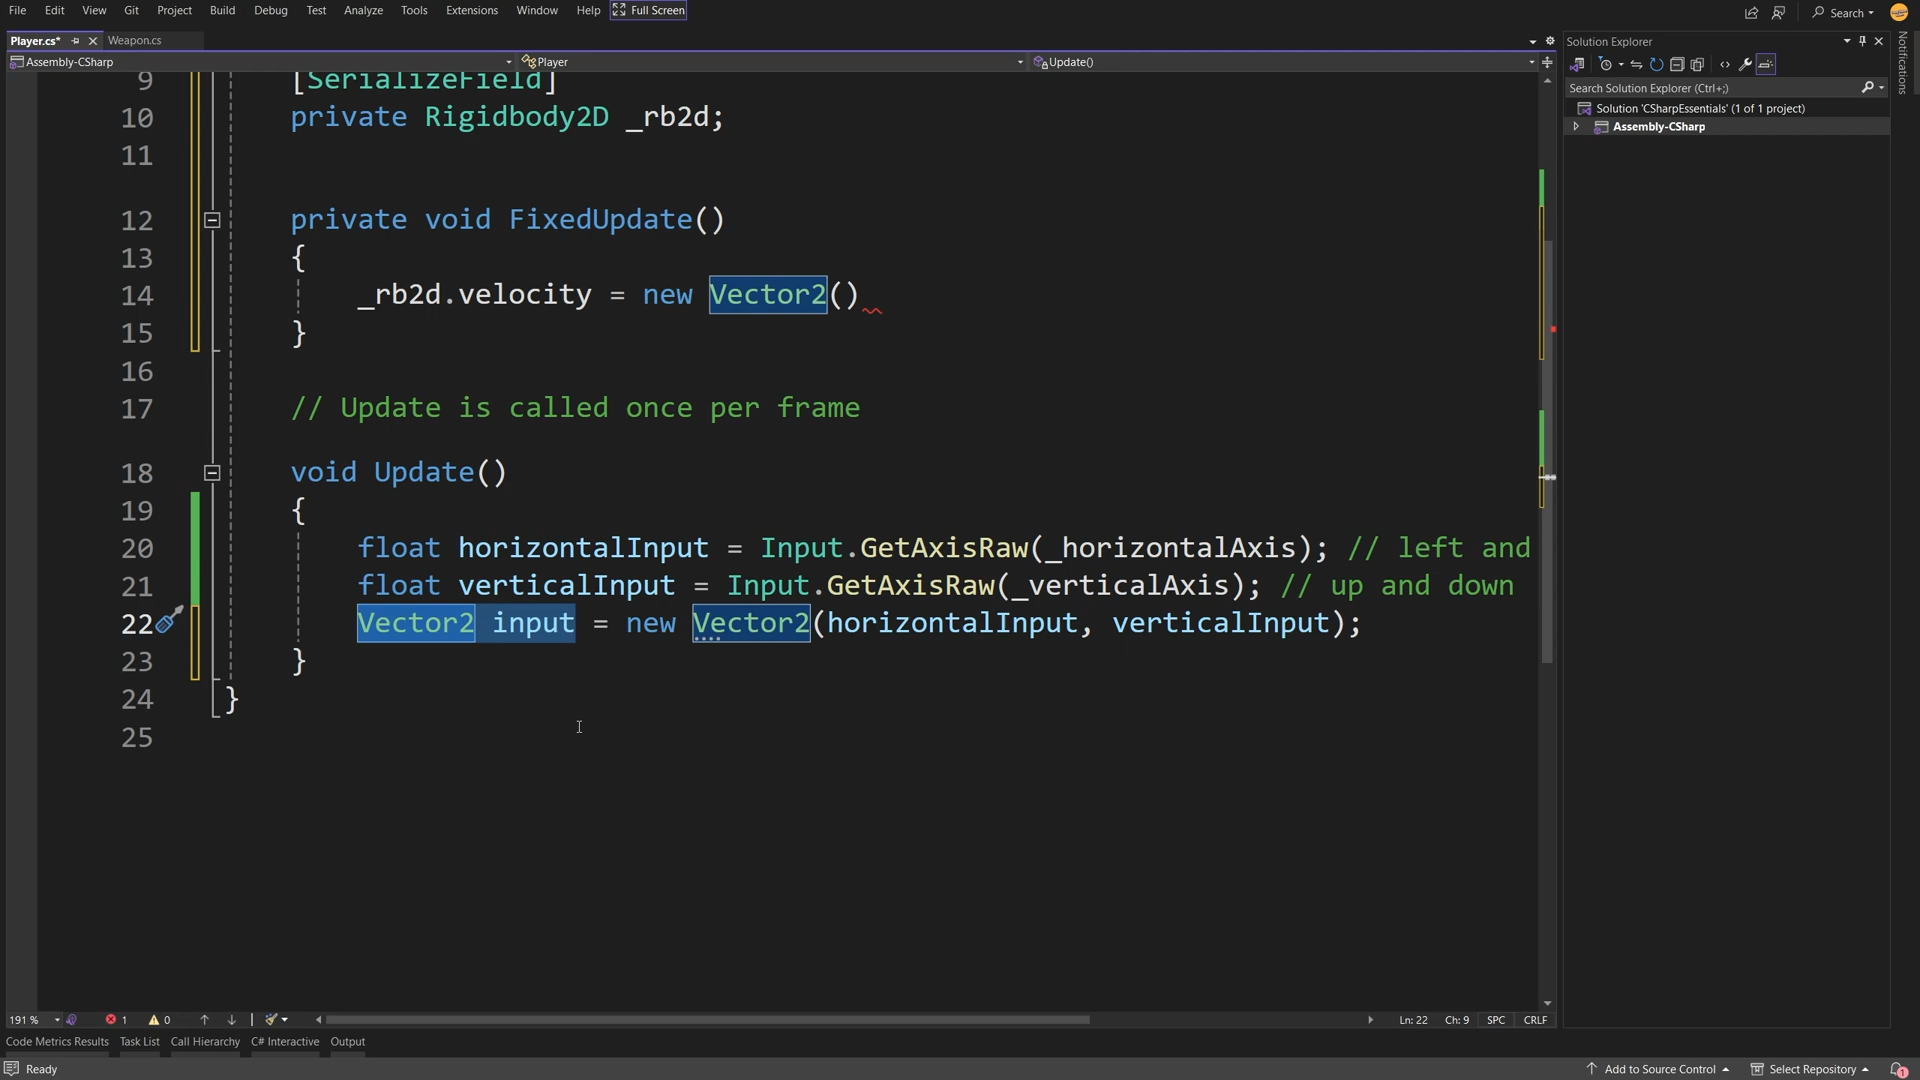 File Edit View Git Project Build Debug Test Analyze Tools Extensions Window Help Full Screen Search
Player.cs* Weapon.cs
Solution Explorer
Notifications
Assembly-CSharp Player Update()
Search Solution Explorer (Ctrl+;)
Solution 'CSharpEssentials' (1 of 1 project)
Assembly-CSharp
9 [SerializeField]
10 private Rigidbody2D _rb2d;
11
12 private void FixedUpdate()
13 {
14 _rb2d.velocity = new Vector2()
15 }
16
17 // Update is called once per frame
18 void Update()
19 {
20 float horizontalInput = Input.GetAxisRaw(_horizontalAxis); // left and
21 float verticalInput = Input.GetAxisRaw(_verticalAxis); // up and down
22 Vector2 input = new Vector2(horizontalInput, verticalInput);
23 }
24 }
25
191 % 1 0 Ln: 22 Ch: 9 SPC CRLF
Code Metrics Results Task List Call Hierarchy C# Interactive Output
Ready Add to Source Control Select Repository 1